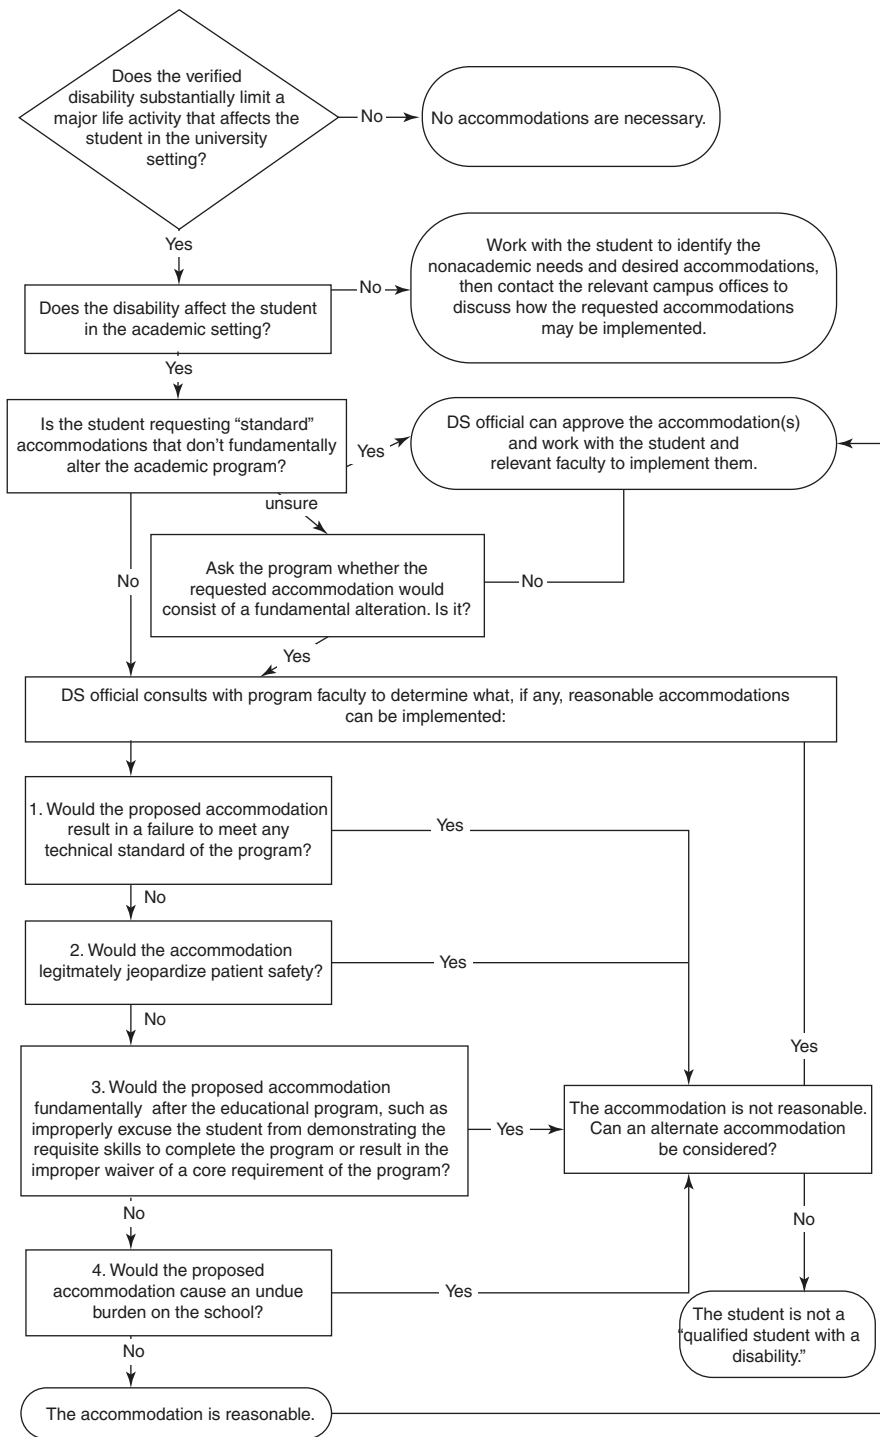 Does the verified
disability substantially limit a
major life activity that affects the
student in the university
setting?
No
No accommodations are necessary.
Yes
Work with the student to identify the
nonacademic needs and desired accommodations,
then contact the relevant campus offices to
discuss how the requested accommodations
may be implemented.
No
Does the disability affect the student
in the academic setting?
Yes
Is the student requesting “standard”
accommodations that don’t fundamentally
alter the academic program?
Yes
DS official can approve the accommodation(s)
and work with the student and
relevant faculty to implement them.
unsure
No
Ask the program whether the
requested accommodation would
consist of a fundamental alteration. Is it?
No
Yes
DS official consults with program faculty to determine what, if any, reasonable accommodations
can be implemented:
1. Would the proposed accommodation
result in a failure to meet any
technical standard of the program?
Yes
No
2. Would the accommodation
legitmately jeopardize patient safety?
Yes
No
3. Would the proposed accommodation
fundamentally after the educational program, such as
improperly excuse the student from demonstrating the
requisite skills to complete the program or result in the
improper waiver of a core requirement of the program?
Yes
Yes
The accommodation is not reasonable.
Can an alternate accommodation
be considered?
No
No
4. Would the proposed
accommodation cause an undue
burden on the school?
Yes
The student is not a
“qualified student with a
disability.”
No
The accommodation is reasonable.